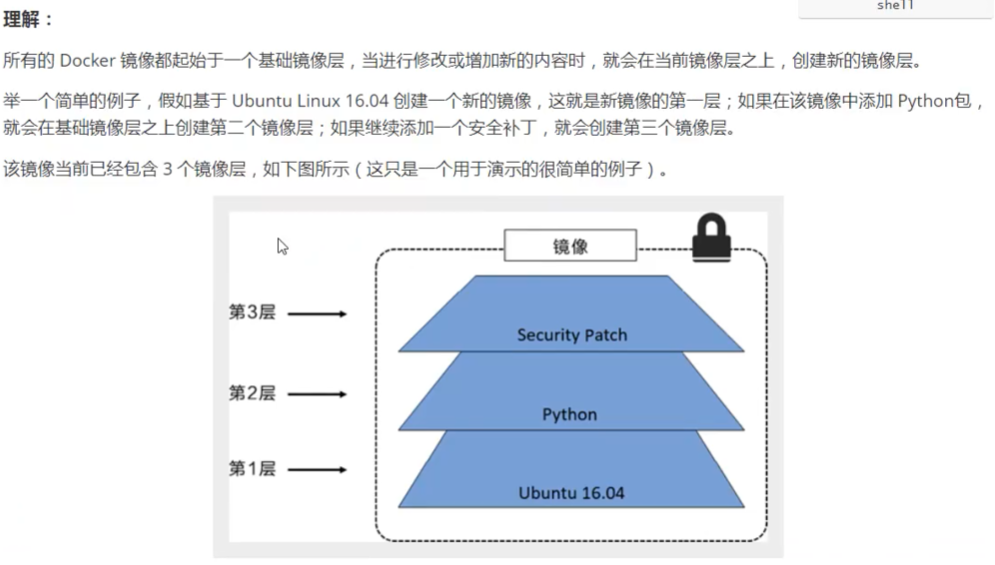 shell
理解：
所有的 Docker 镜像都起始于一个基础镜像层，当进行修改或增加新的内容时，就会在当前镜像层之上，创建新的镜像层。
举一个简单的例子，假如基于 Ubuntu Linux 16.04 创建一个新的镜像，这就是新镜像的第一层；如果在该镜像中添加 Python包，
就会在基础镜像层之上创建第二个镜像层；如果继续添加一个安全补丁，就会创建第三个镜像层。
该镜像当前已经包含 3 个镜像层，如下图所示（这只是一个用于演示的很简单的例子）。
镜像
第3层
Security Patch
第2层
Python
第1层
Ubuntu 16.04